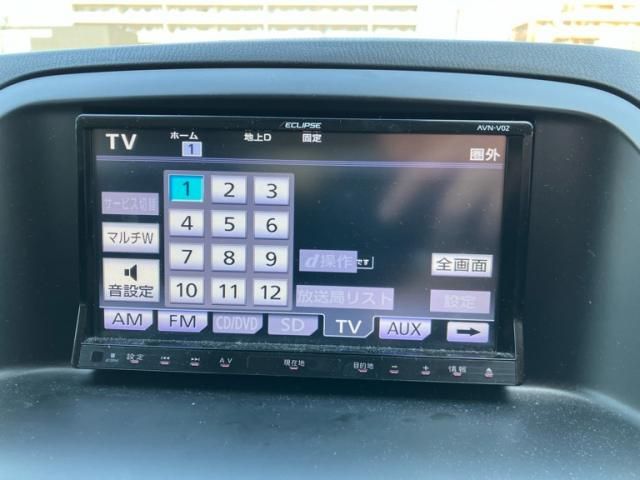 ECLIPSE AVN-V02
TV ホーム 1 地上D 固定 圏外
サービス切替 1 2 3
マルチW 4 5 6
7 8 9 d操作 です 全画面
音設定 10 11 12 放送局リスト 設定
AM FM CD/DVD SD TV AUX
設定 AV 現在地 目的地 − + 情報